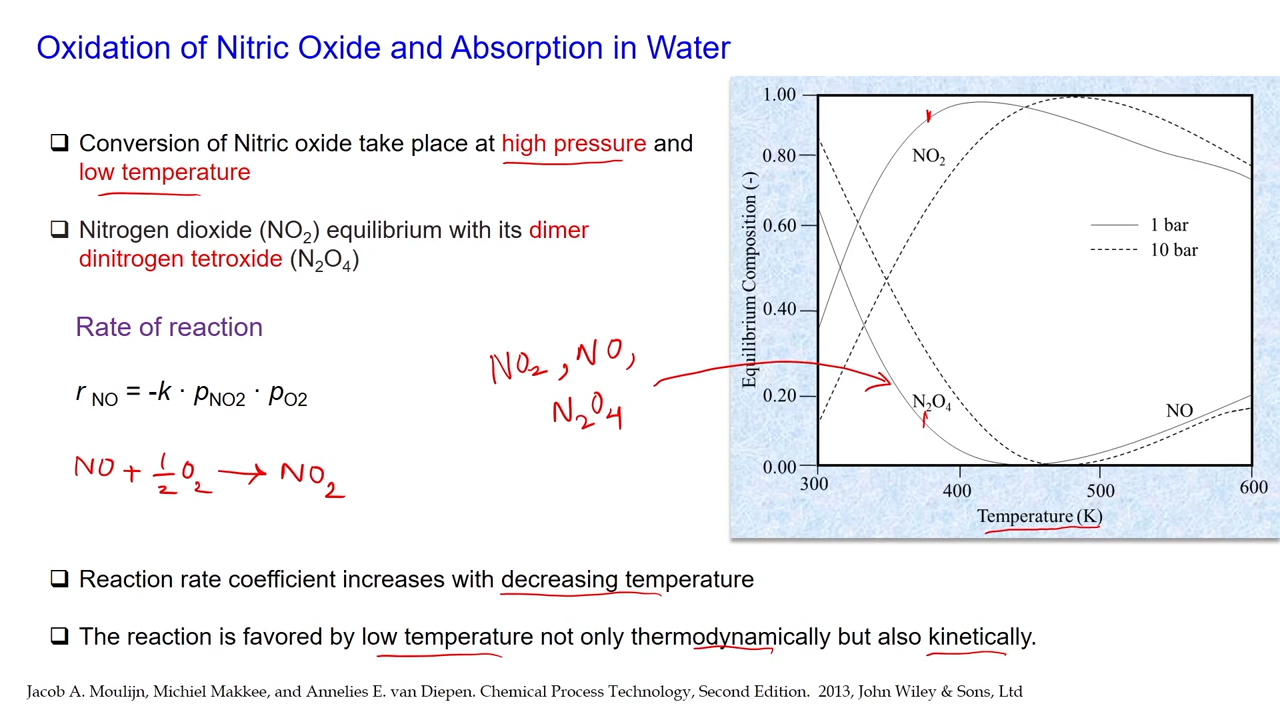 Oxidation of Nitric Oxide and Absorption in Water
❑ Conversion of Nitric oxide take place at high pressure and
low temperature
❑ Nitrogen dioxide (NO₂) equilibrium with its dimer
dinitrogen tetroxide (N₂O₄)
Rate of reaction
r NO = -k · pNO2 · pO2
NO + 1/2 O₂ → NO₂
NO₂, NO,
N₂O₄
Equilibrium Composition (-)
1.00
0.80
0.60
0.40
0.20
0.00
NO₂
1 bar
10 bar
N₂O₄
NO
300 400 500 600
Temperature (K)
❑ Reaction rate coefficient increases with decreasing temperature
❑ The reaction is favored by low temperature not only thermodynamically but also kinetically.
Jacob A. Moulijn, Michiel Makkee, and Annelies E. van Diepen. Chemical Process Technology, Second Edition. 2013, John Wiley & Sons, Ltd